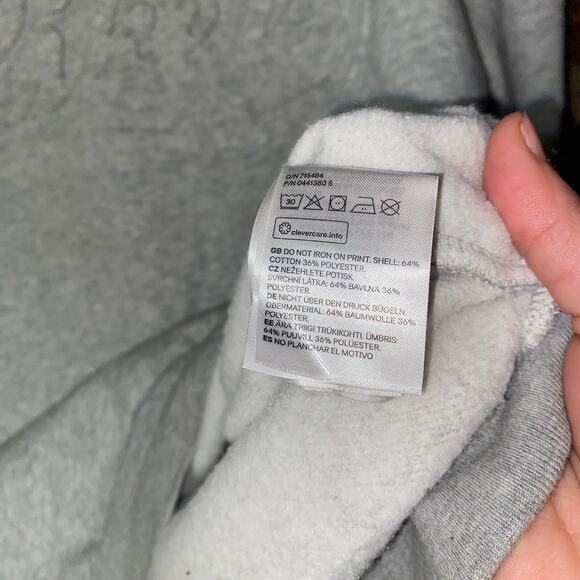 O/N 715484
P/N 0441380 5
30
clevercare.info
GB DO NOT IRON ON PRINT. SHELL: 64%
COTTON 36% POLYESTER.
CZ NEŽEHLETE POTISK.
SVRCHNÍ LÁTKA: 64% BAVLNA 36%
POLYESTER.
DE NICHT ÜBER DEN DRUCK BÜGELN.
OBERMATERIAL: 64% BAUMWOLLE 36%
POLYESTER.
EE ÄRA TRIIGI TRÜKIKOHTI. ÜMBRIS:
64% PUUVILL 36% POLÜESTER.
ES NO PLANCHAR EL MOTIVO